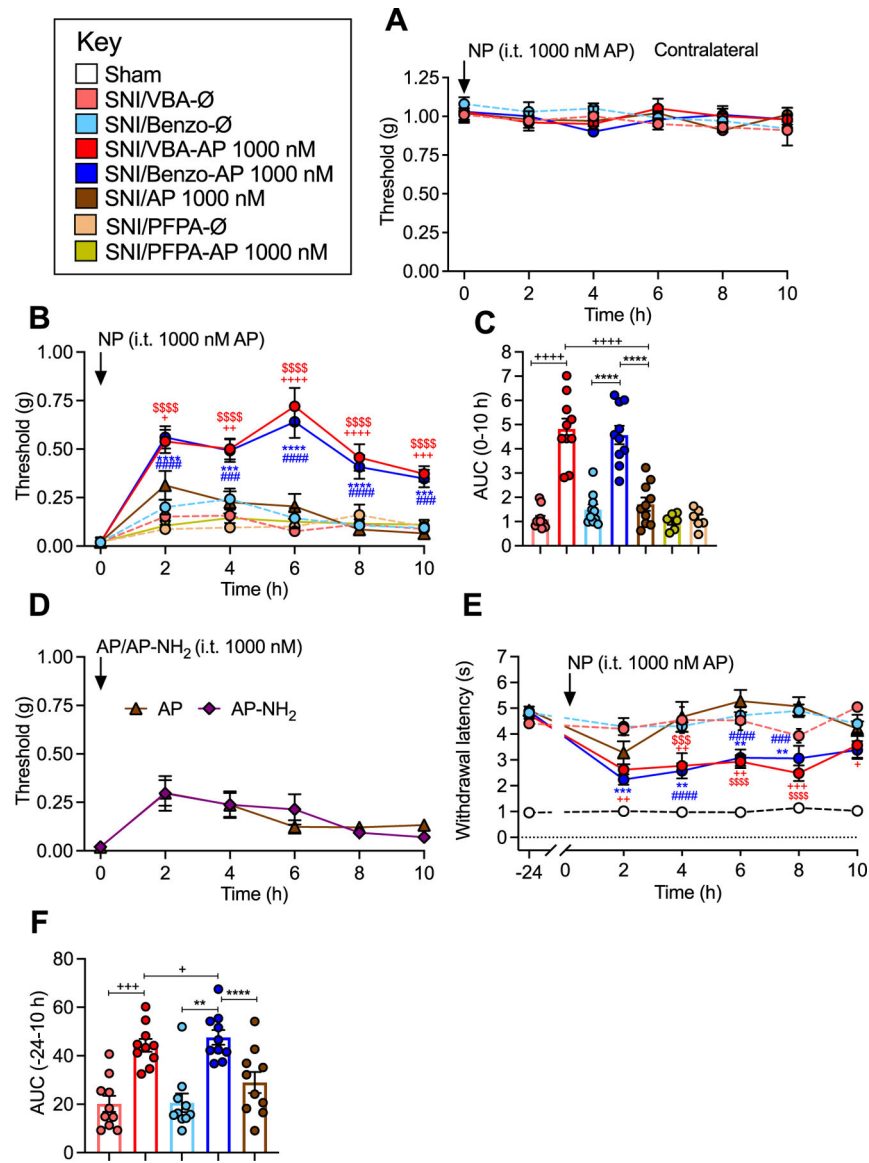 Key
Sham
SNI/VBA-Ø
SNI/Benzo-Ø
SNI/VBA-AP 1000 nM
SNI/Benzo-AP 1000 nM
SNI/AP 1000 nM
SNI/PFPA-Ø
SNI/PFPA-AP 1000 nM
A
NP (i.t. 1000 nM AP) Contralateral
Threshold (g)
1.25
1.00
0.75
0.50
0.25
0.00
0 2 4 6 8 10
Time (h)
B
NP (i.t. 1000 nM AP)
Threshold (g)
1.00
0.75
0.50
0.25
0.00
$$$$ $$$$ $$$$ $$$$ $$$$
+ ++ ++++ ++++ +++
**** *** **** **** ***
#### ### #### #### ###
0 2 4 6 8 10
Time (h)
C
++++
++++ **** ****
AUC (0-10 h)
8
7
6
5
4
3
2
1
0
D
AP/AP-NH₂ (i.t. 1000 nM)
Threshold (g)
1.00
0.75
0.50
0.25
0.00
AP AP-NH₂
0 2 4 6 8 10
Time (h)
E
NP (i.t. 1000 nM AP)
Withdrawal latency (s)
7
6
5
4
3
2
1
0
$$$ #### ###
++ ** **
*** ** ++ +++ +
++ #### $$$$ $$$$
-24 0 2 4 6 8 10
Time (h)
F
+
+++ ** ****
AUC (-24-10 h)
80
60
40
20
0